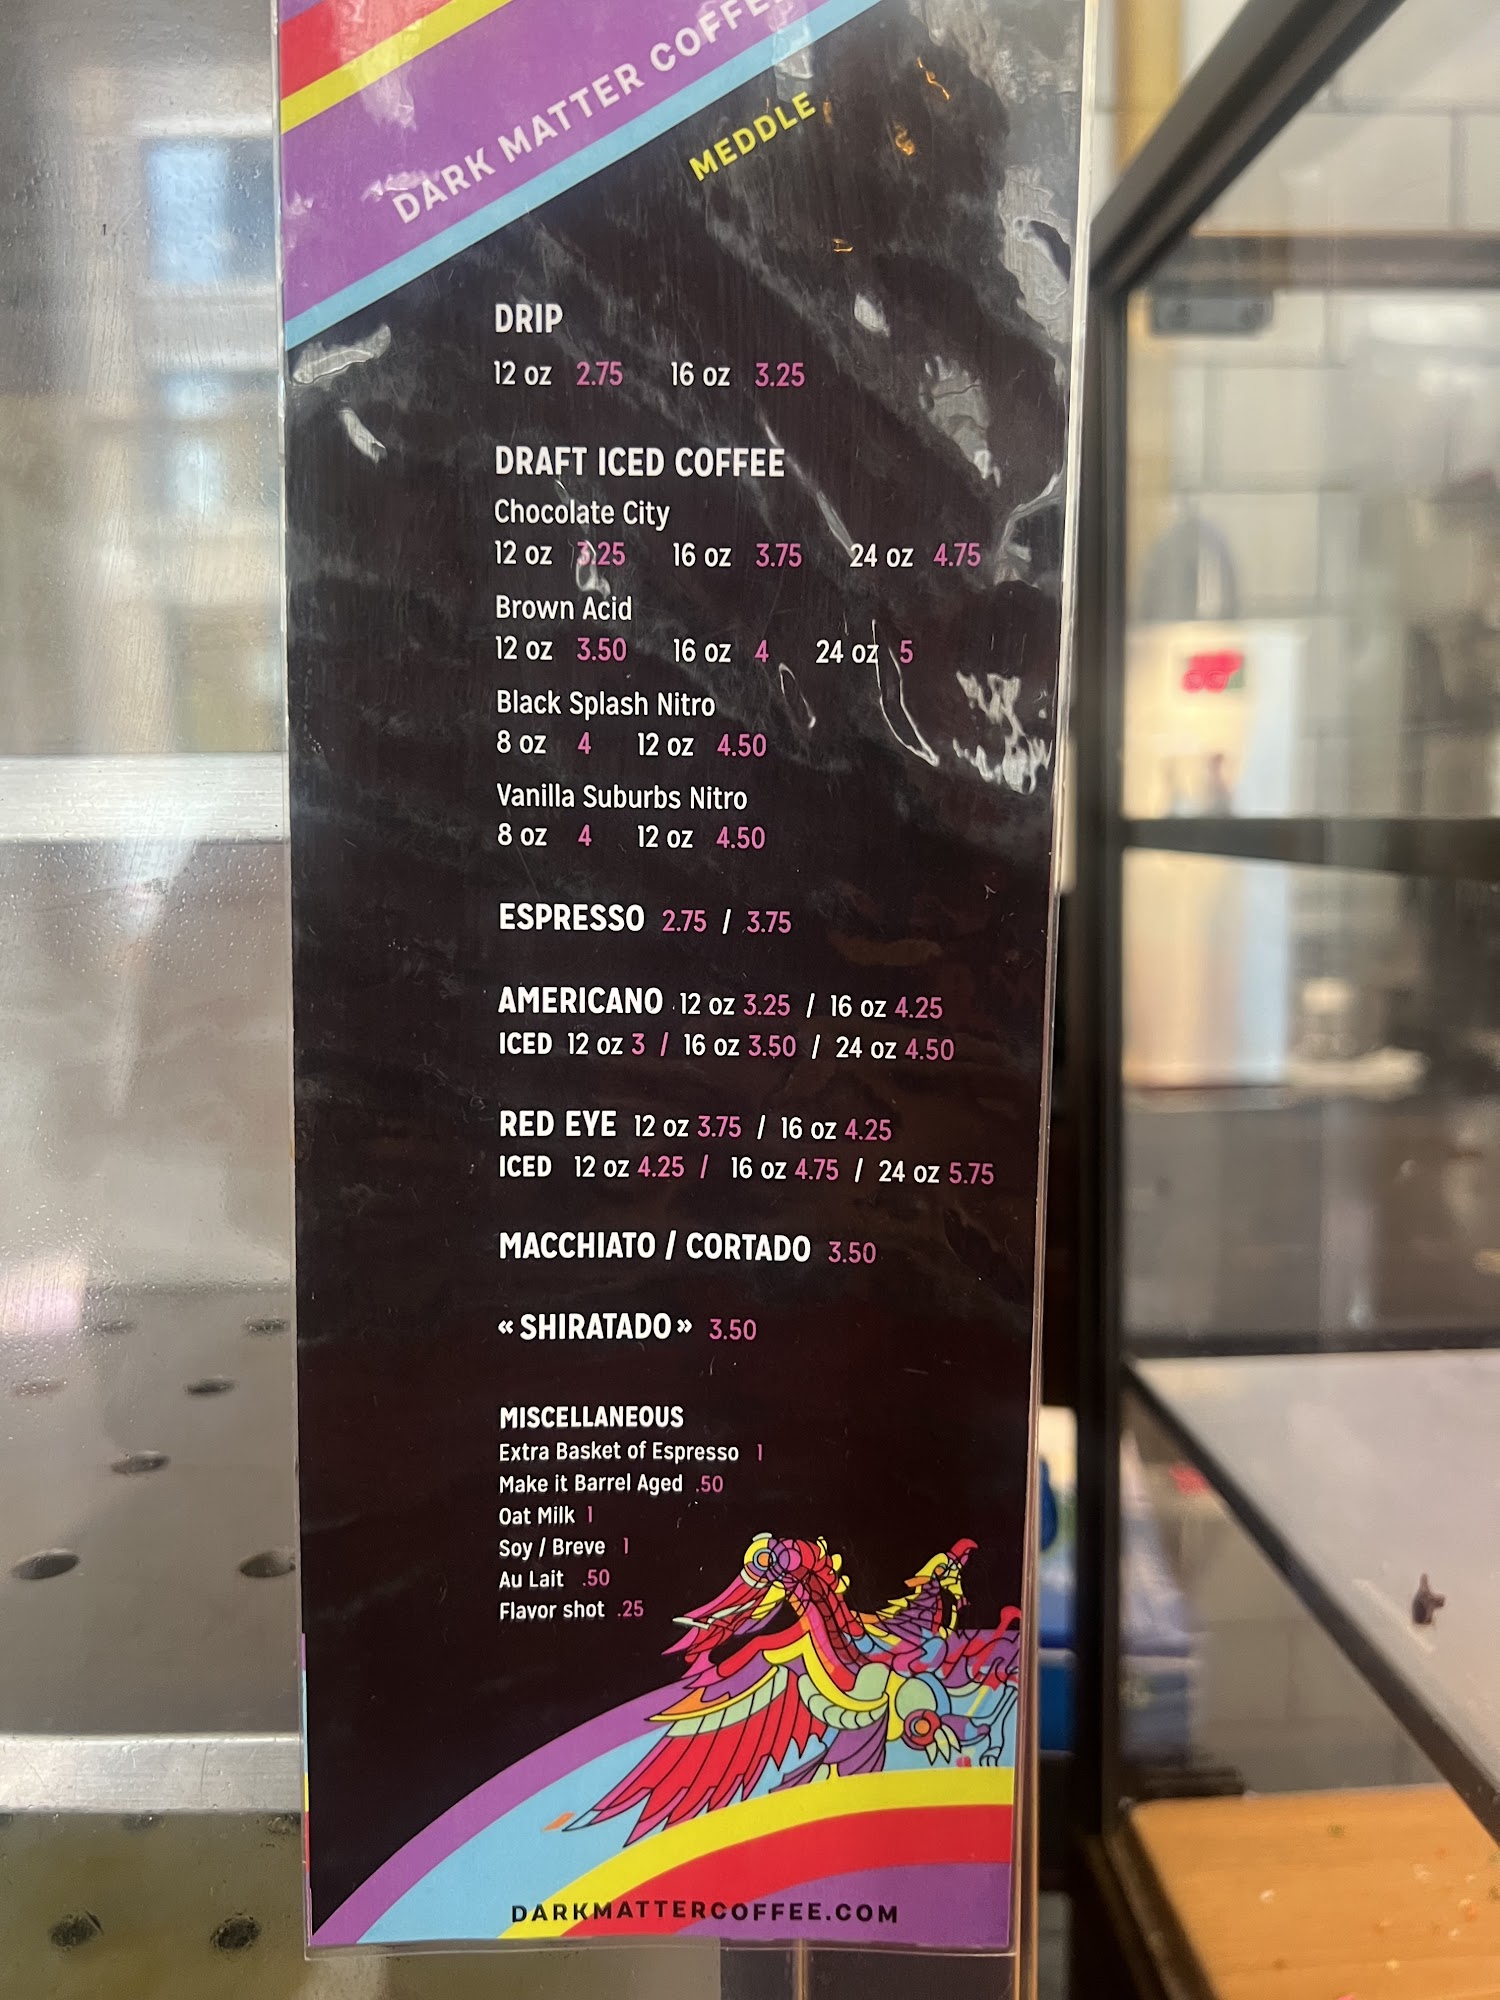 DARK MATTER COFFEE
MEDDLE
DRIP
12 oz 2.75 16 oz 3.25
DRAFT ICED COFFEE
Chocolate City
12 oz 3.25 16 oz 3.75 24 oz 4.75
Brown Acid
12 oz 3.50 16 oz 4 24 oz 5
Black Splash Nitro
8 oz 4 12 oz 4.50
Vanilla Suburbs Nitro
8 oz 4 12 oz 4.50
ESPRESSO 2.75 / 3.75
AMERICANO 12 oz 3.25 / 16 oz 4.25
ICED 12 oz 3 / 16 oz 3.50 / 24 oz 4.50
RED EYE 12 oz 3.75 / 16 oz 4.25
ICED 12 oz 4.25 / 16 oz 4.75 / 24 oz 5.75
MACCHIATO / CORTADO 3.50
«SHIRATADO» 3.50
MISCELLANEOUS
Extra Basket of Espresso 1
Make it Barrel Aged .50
Oat Milk 1
Soy / Breve 1
Au Lait .50
Flavor shot .25
DARKMATTERCOFFEE.COM